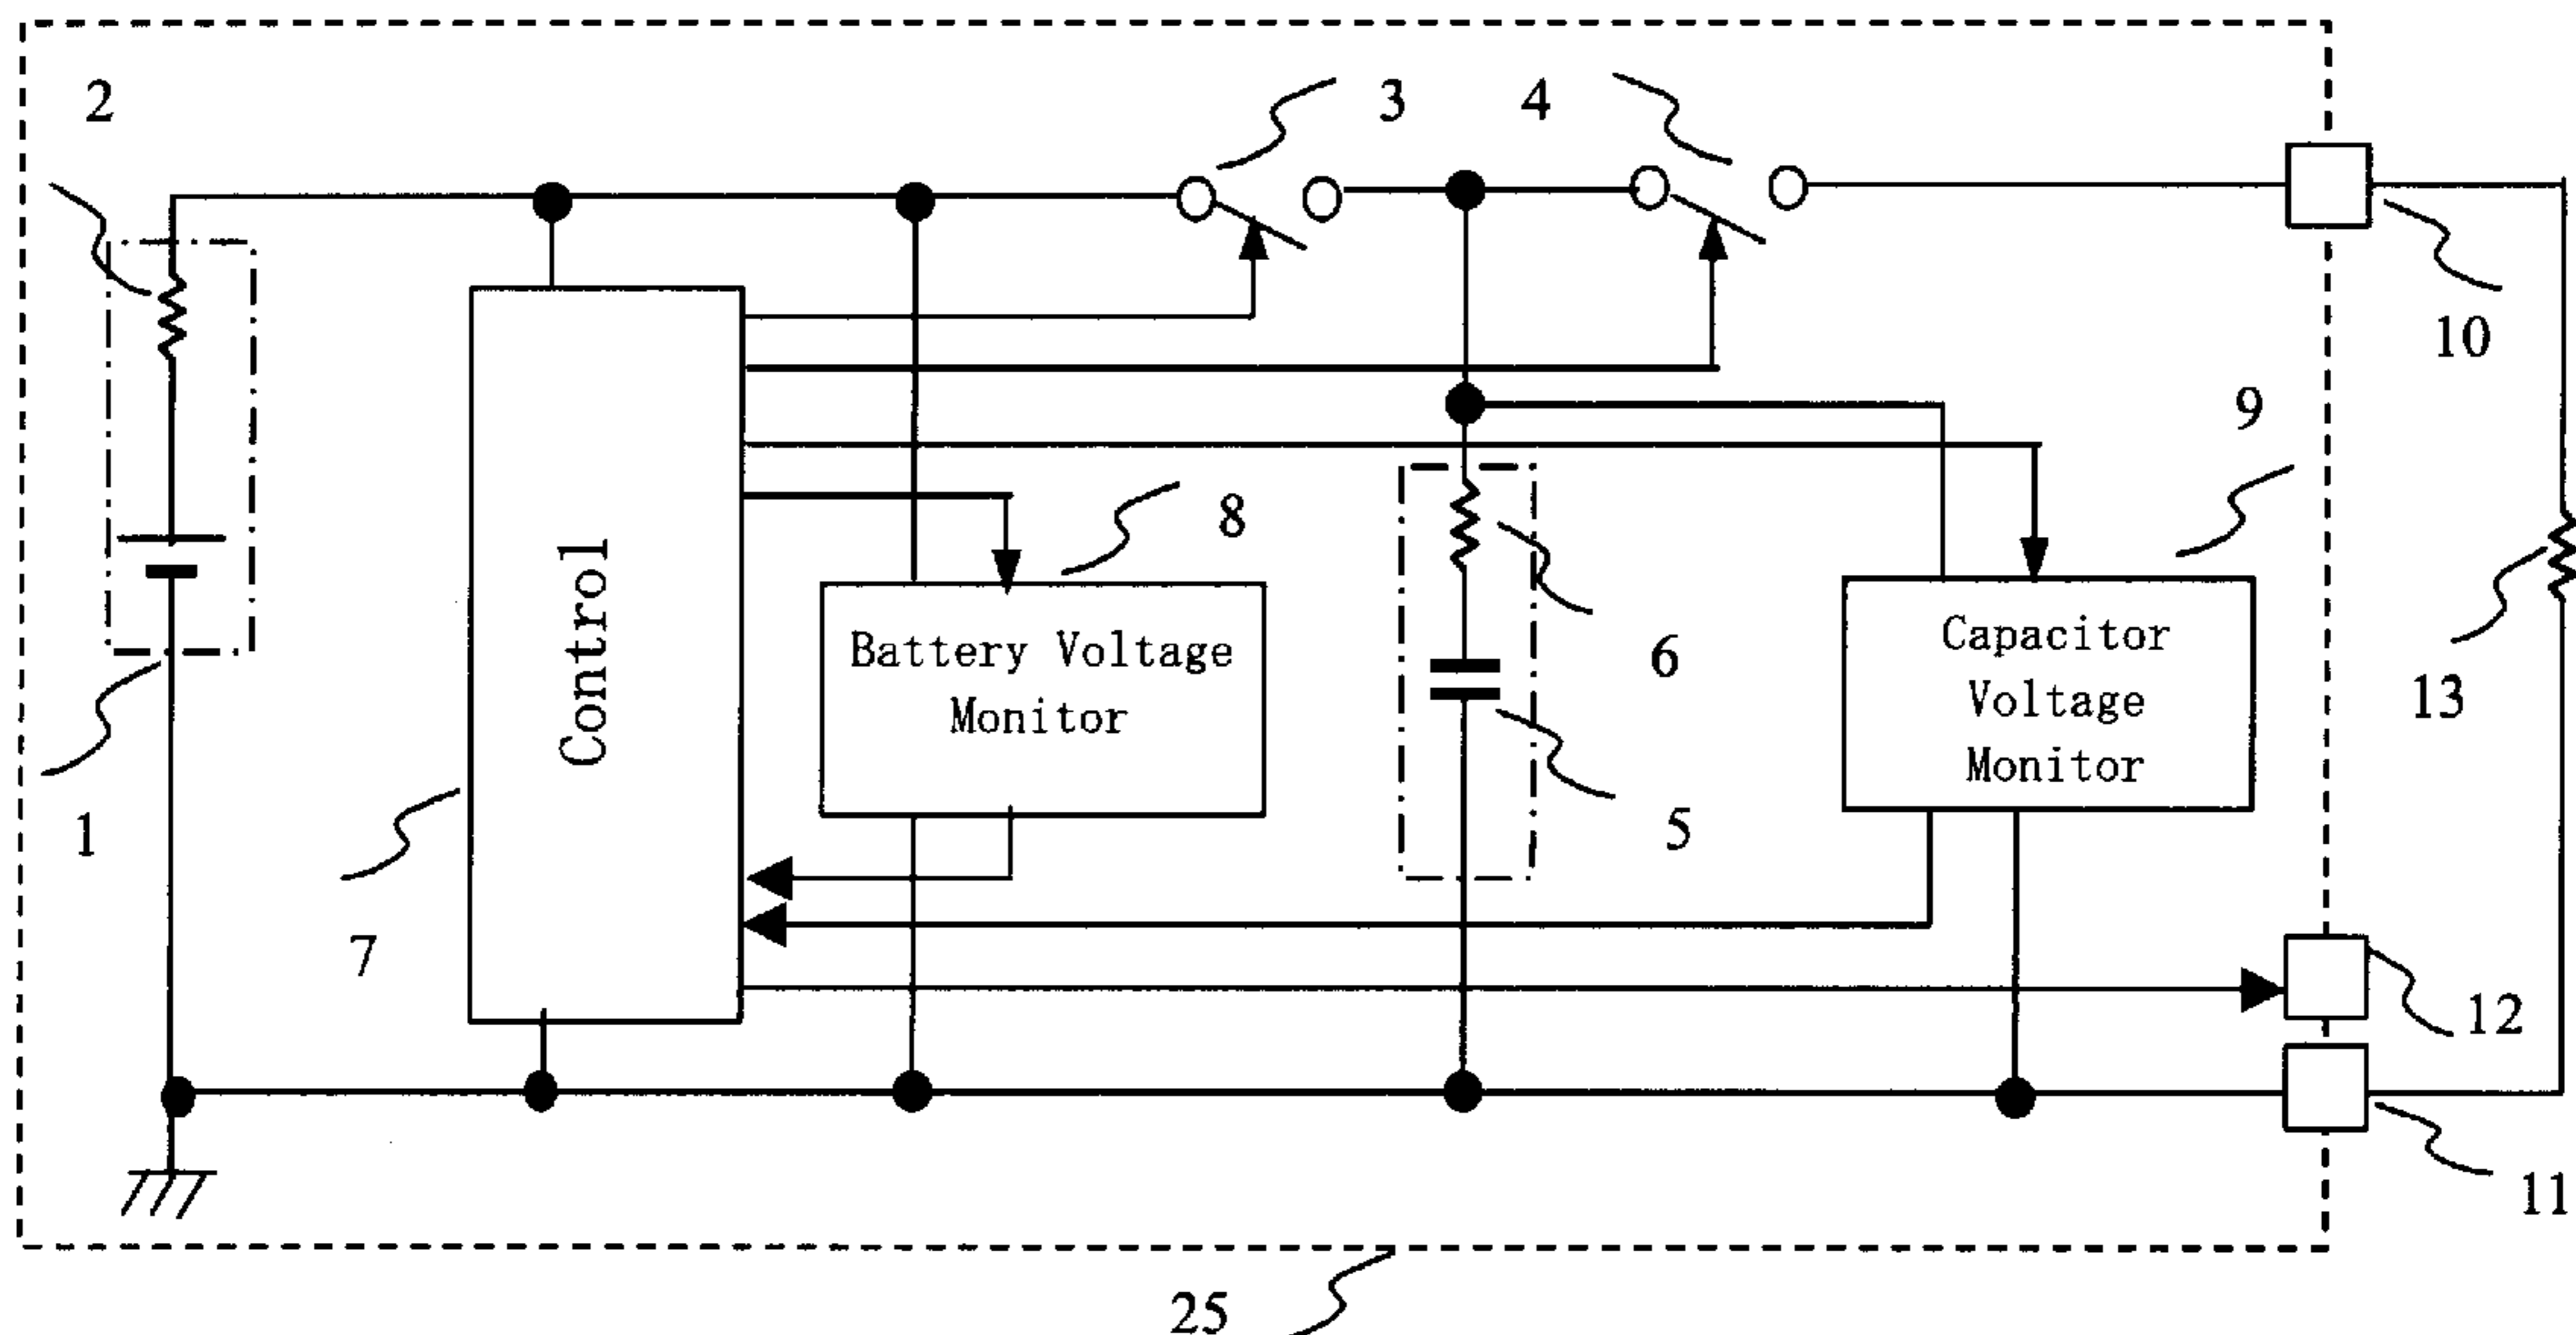 2
3
4
10
9
8
Control
Battery Voltage
Monitor
6
Capacitor
Voltage
Monitor
13
1
5
7
12
11
25